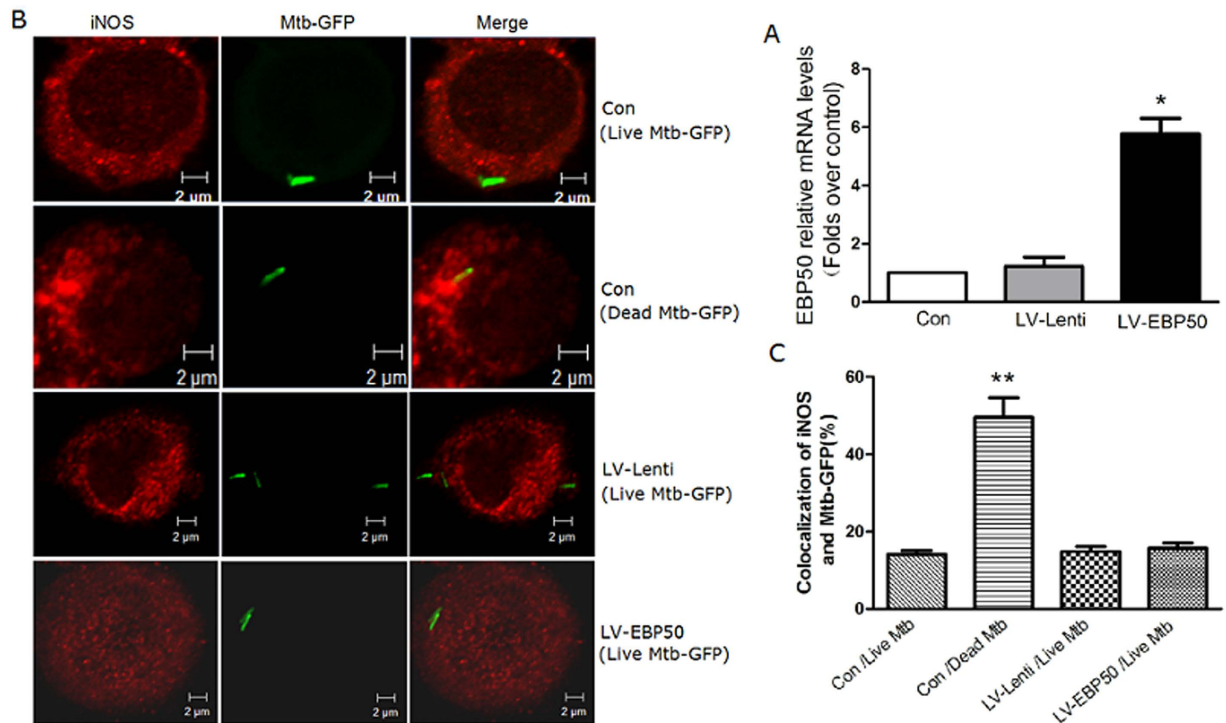 B
iNOS Mtb-GFP Merge
2 µm 2 µm 2 µm
Con
(Live Mtb-GFP)
2 µm 2 µm 2 µm
Con
(Dead Mtb-GFP)
2 µm 2 µm 2 µm
LV-Lenti
(Live Mtb-GFP)
2 µm 2 µm 2 µm
LV-EBP50
(Live Mtb-GFP)
A
EBP50 relative mRNA levels
(Folds over control)
8
6
4
2
0
*
Con LV-Lenti LV-EBP50
C
Colocalization of iNOS
and Mtb-GFP(%)
60
40
20
0
**
Con /Live Mtb
Con /Dead Mtb
LV-Lenti /Live Mtb
LV-EBP50 /Live Mtb